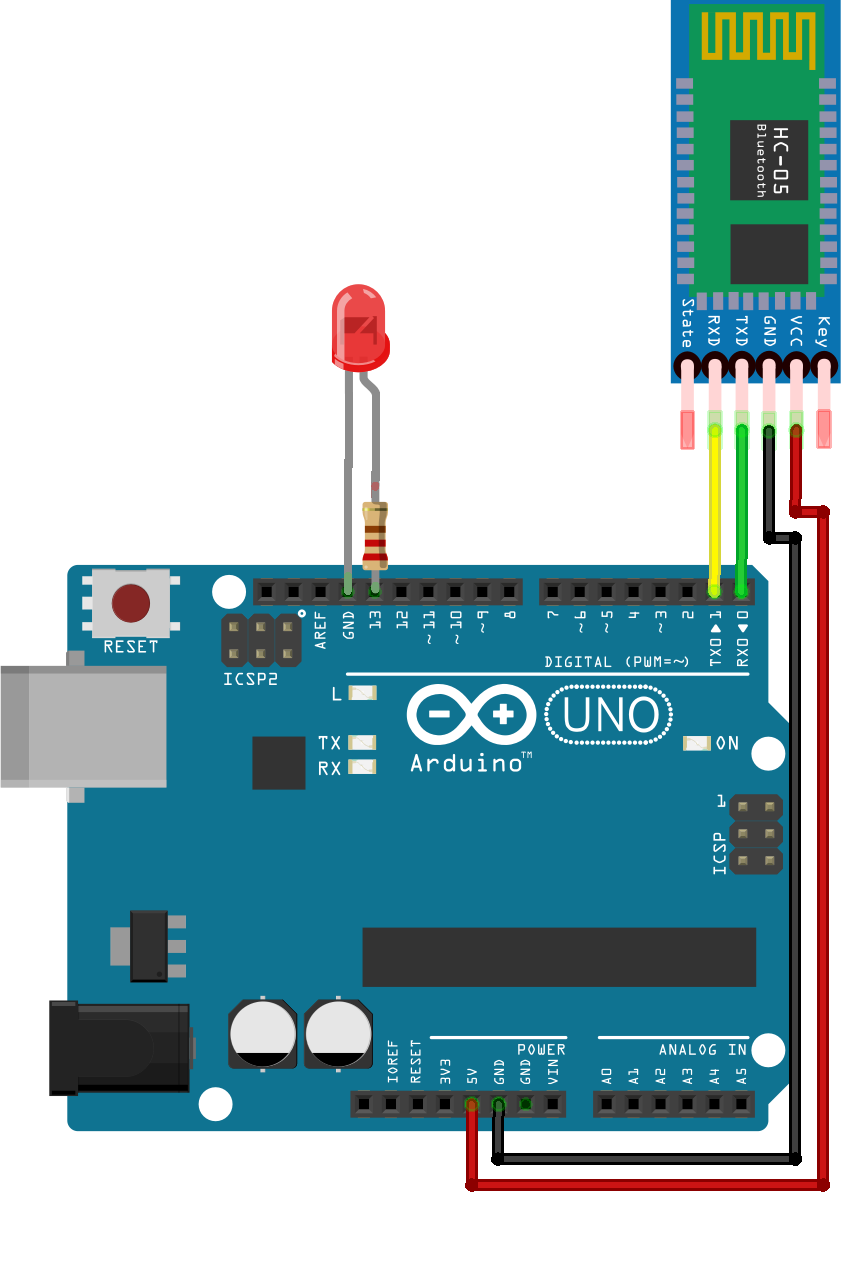 HC-05
Bluetooth
State
RXD
TXD
GND
VCC
Key
RESET
ICSP2
AREF
GND
13
12
~11
~10
~9
8
7
~6
~5
4
~3
2
TX0▶1
RX0◀0
DIGITAL (PWM=~)
L
TX
RX
Arduino™
UNO
ON
1
ICSP
IOREF
RESET
3V3
5V
GND
GND
VIN
POWER
ANALOG IN
A0
A1
A2
A3
A4
A5